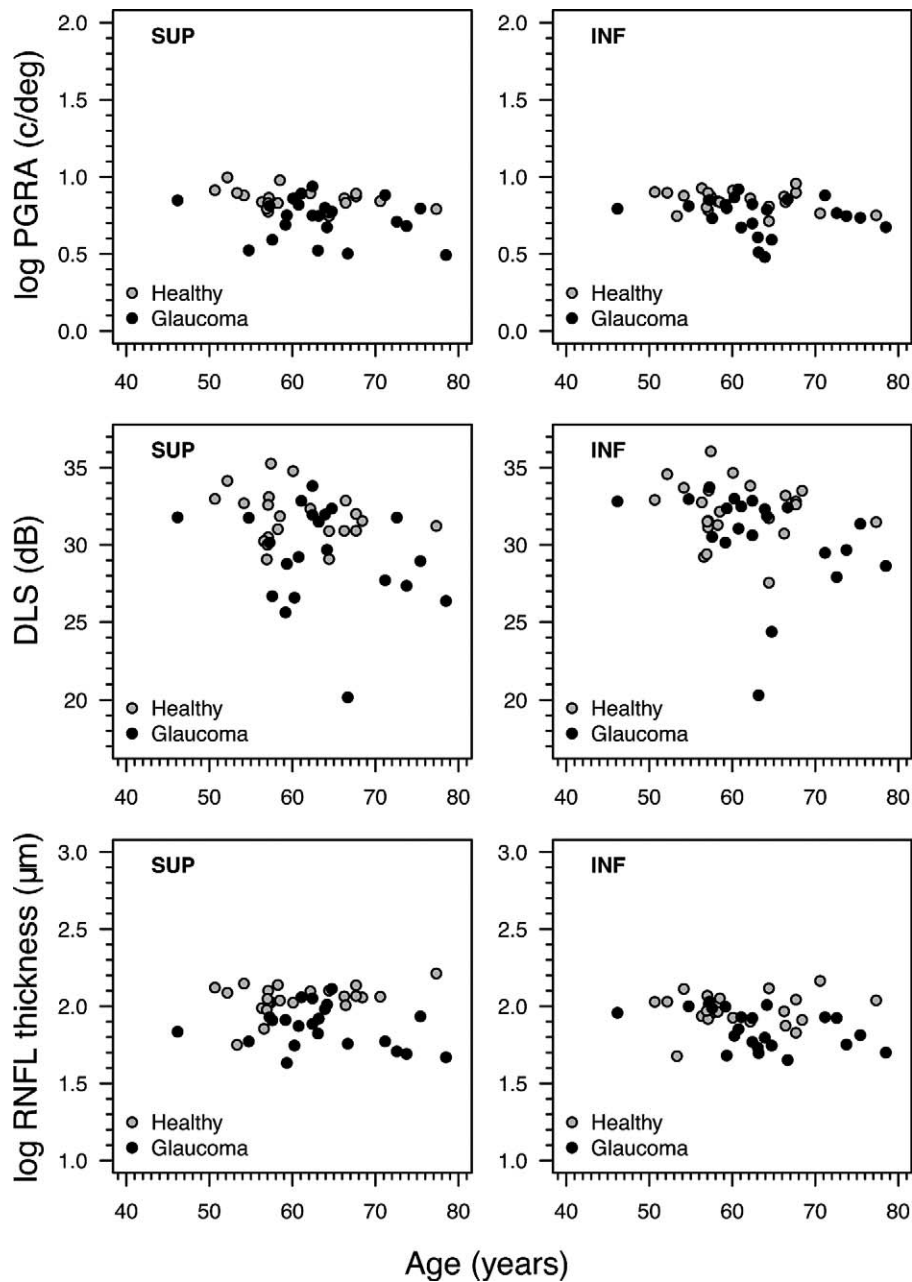 SUP
INF
log PGRA (c/deg)
2.0
1.5
1.0
0.5
0.0
Healthy
Glaucoma
Healthy
Glaucoma
2.0
1.5
1.0
0.5
0.0
40 50 60 70 80
40 50 60 70 80
SUP
INF
DLS (dB)
35
30
25
20
Healthy
Glaucoma
Healthy
Glaucoma
35
30
25
20
40 50 60 70 80
40 50 60 70 80
SUP
INF
log RNFL thickness (µm)
3.0
2.5
2.0
1.5
1.0
Healthy
Glaucoma
Healthy
Glaucoma
3.0
2.5
2.0
1.5
1.0
40 50 60 70 80
40 50 60 70 80
Age (years)